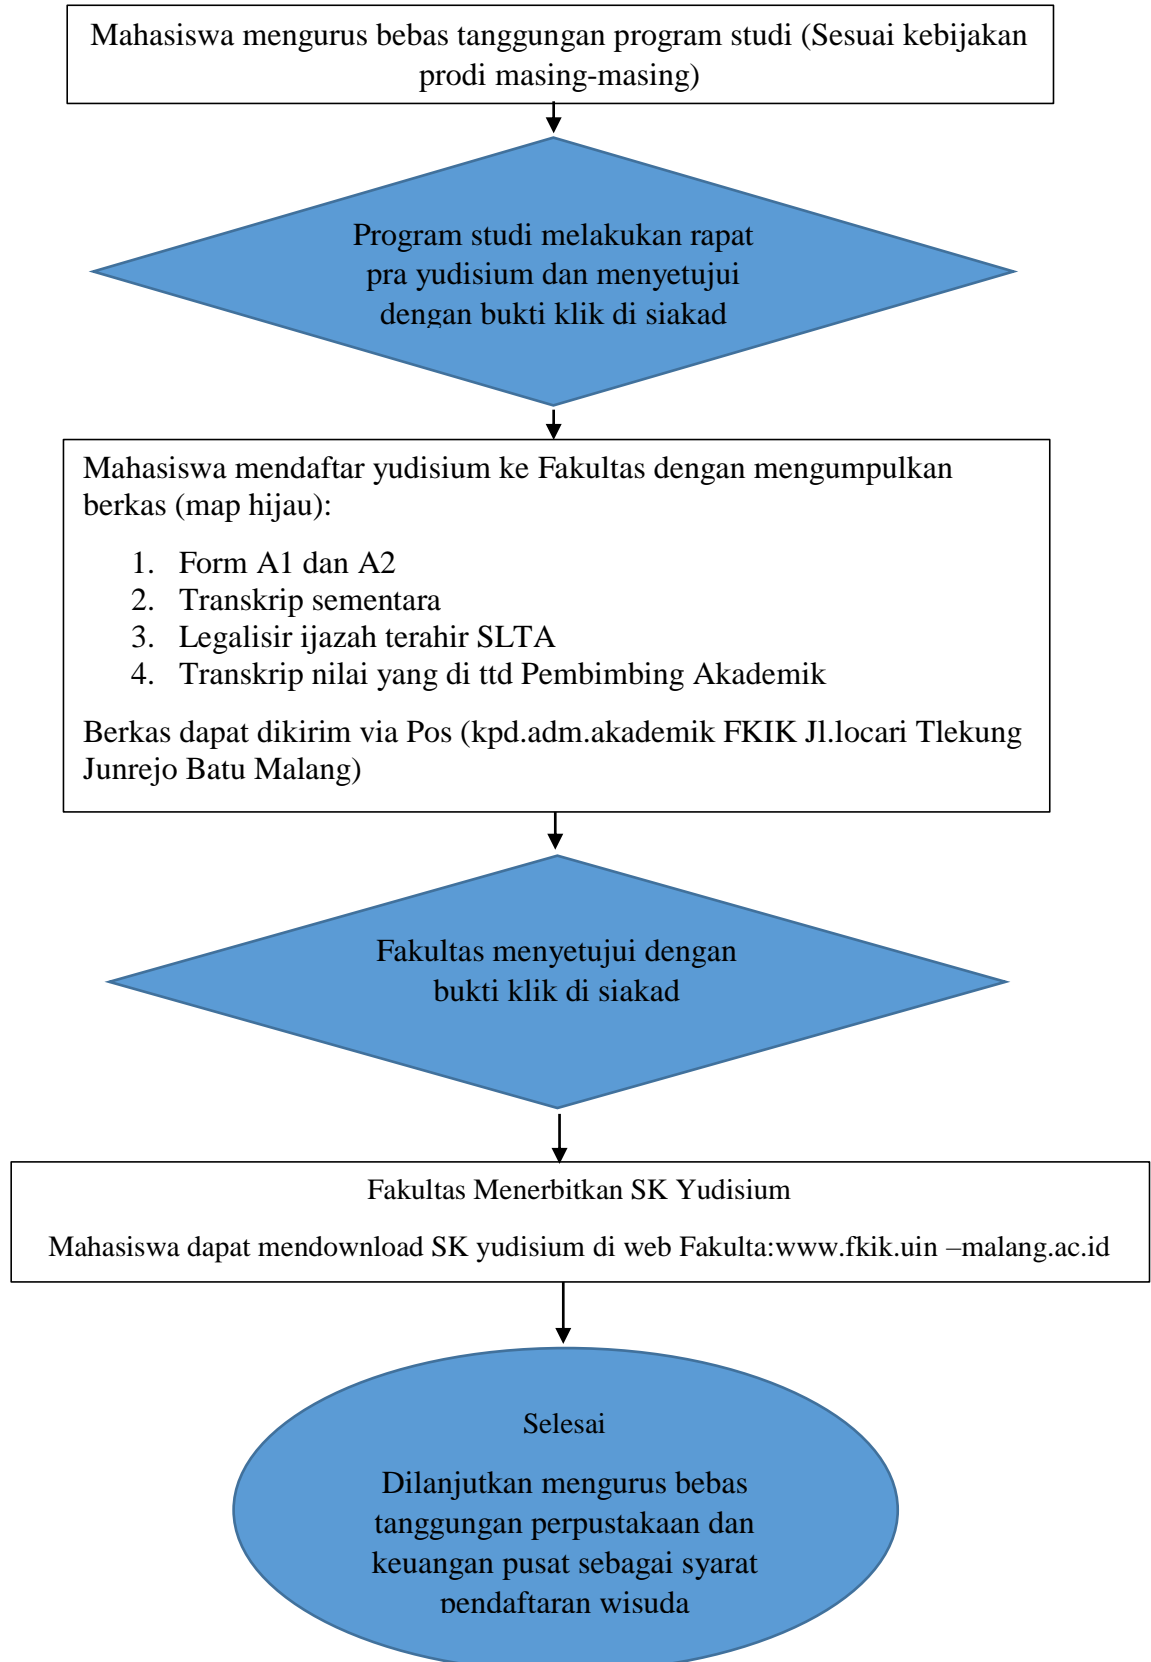 Mahasiswa mengurus bebas tanggungan program studi (Sesuai kebijakan
prodi masing-masing)
Program studi melakukan rapat
pra yudisium dan menyetujui
dengan bukti klik di siakad
Mahasiswa mendaftar yudisium ke Fakultas dengan mengumpulkan
berkas (map hijau):
1. Form A1 dan A2
2. Transkrip sementara
3. Legalisir ijazah terahir SLTA
4. Transkrip nilai yang di ttd Pembimbing Akademik
Berkas dapat dikirim via Pos (kpd.adm.akademik FKIK Jl.locari Tlekung
Junrejo Batu Malang)
Fakultas menyetujui dengan
bukti klik di siakad
Fakultas Menerbitkan SK Yudisium
Mahasiswa dapat mendownload SK yudisium di web Fakulta:www.fkik.uin –malang.ac.id
Selesai
Dilanjutkan mengurus bebas
tanggungan perpustakaan dan
keuangan pusat sebagai syarat
pendaftaran wisuda